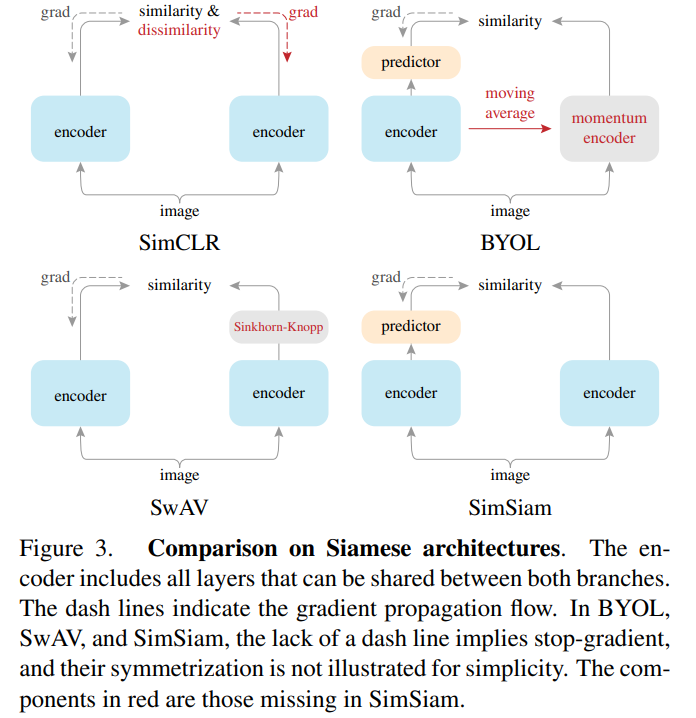 grad
similarity &
dissimilarity
grad
encoder
encoder
image
SimCLR
grad
similarity
predictor
encoder
moving
average
momentum
encoder
image
BYOL
grad
similarity
Sinkhorn-Knopp
encoder
encoder
image
SwAV
grad
similarity
predictor
encoder
encoder
image
SimSiam
Figure 3. Comparison on Siamese architectures. The en-
coder includes all layers that can be shared between both branches.
The dash lines indicate the gradient propagation flow. In BYOL,
SwAV, and SimSiam, the lack of a dash line implies stop-gradient,
and their symmetrization is not illustrated for simplicity. The com-
ponents in red are those missing in SimSiam.